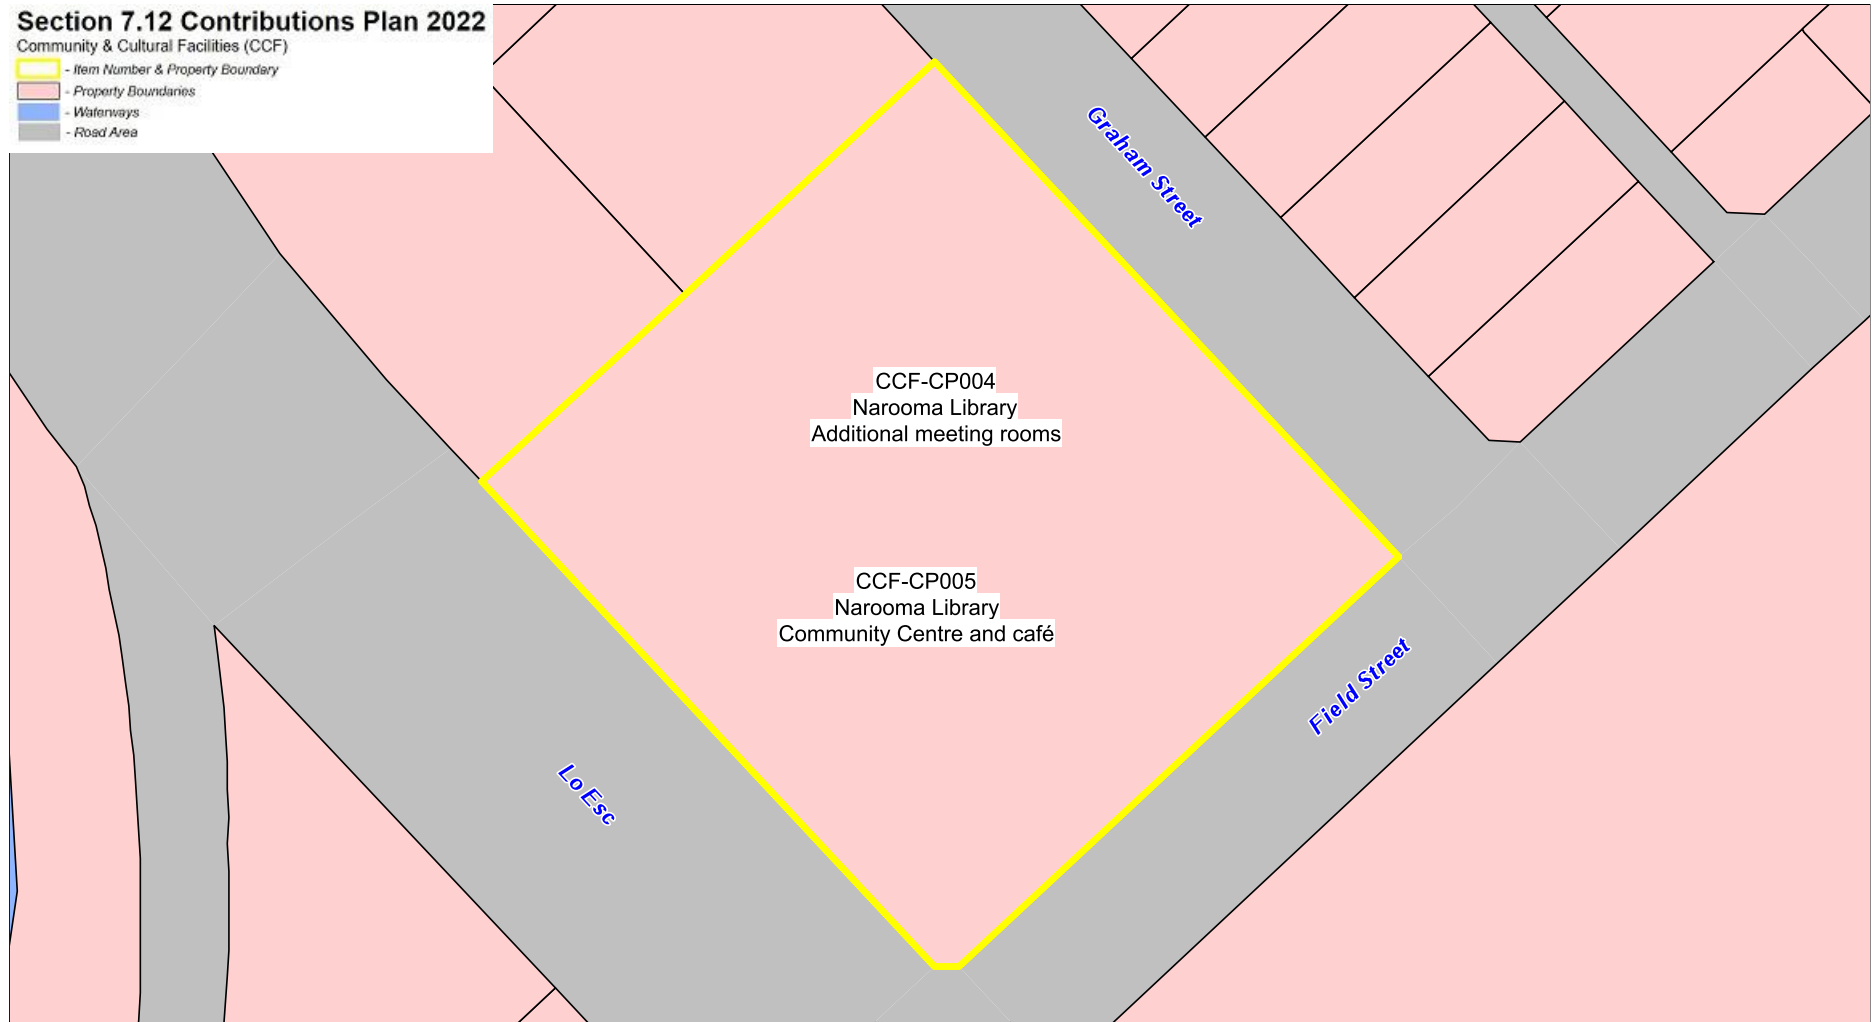 Section 7.12 Contributions Plan 2022
Community & Cultural Facilities (CCF)
- Item Number & Property Boundary
- Property Boundaries
- Waterways
- Road Area
Graham Street
CCF-CP004
Narooma Library
Additional meeting rooms
CCF-CP005
Narooma Library
Community Centre and café
Field Street
Lo Esc